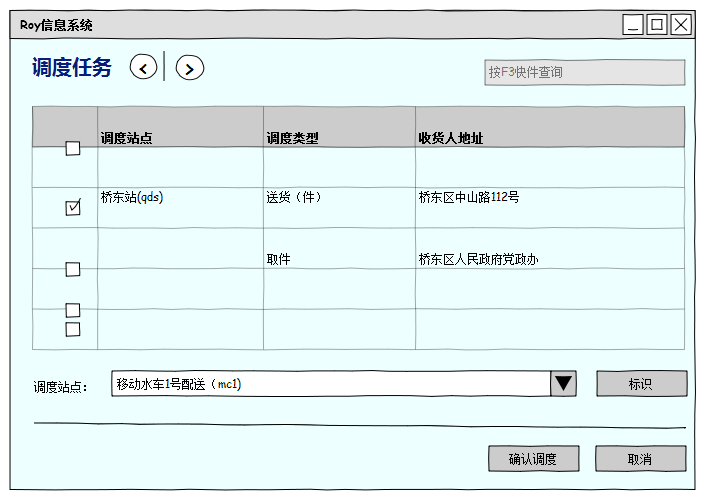 Roy信息系统
调度任务
按F3快件查询
调度站点 调度类型 收货人地址
桥东站(qds) 送货（件） 桥东区中山路112号
取件 桥东区人民政府党政办
调度站点： 移动水车1号配送（mc1) 标识
确认调度 取消